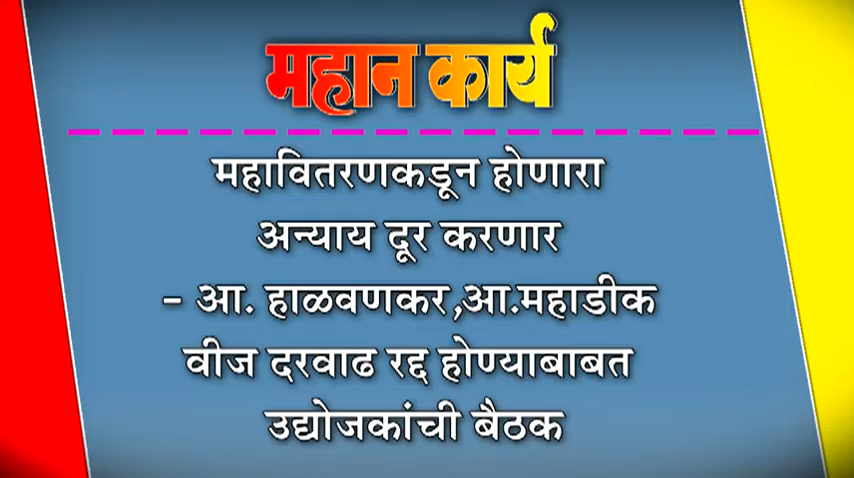 महान कार्य
महावितरणकडून होणारा
अन्याय दूर करणार
- आ. हाळवणकर,आ.महाडीक
वीज दरवाढ रद्द होण्याबाबत
उद्योजकांची बैठक